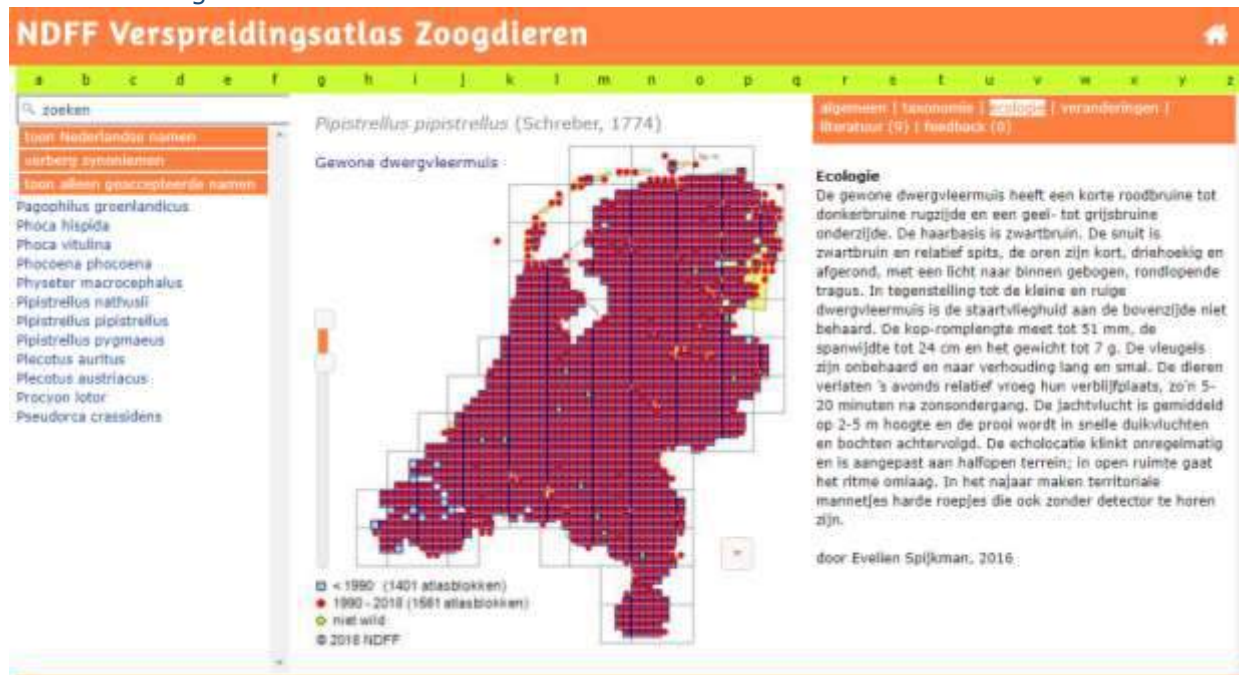 NDFF Verspreidingsatlas Zoogdieren
a b c d e f g h i j k l m n o p q r s t u v w x y z
zoeken
toon Nederlandse namen
verberg synoniemen
toon alleen geaccepteerde namen
Pagophilus groenlandicus
Phoca hispida
Phoca vitulina
Phocoena phocoena
Physeter macrocephalus
Pipistrellus nathusii
Pipistrellus pipistrellus
Pipistrellus pygmaeus
Plecotus auritus
Plecotus austriacus
Procyon lotor
Pseudorca crassidens
Pipistrellus pipistrellus (Schreber, 1774)
Gewone dwergvleermuis
< 1990 (1401 atlasblokken)
1990 - 2018 (1581 atlasblokken)
niet wild
© 2018 NDFF
algemeen | taxonomie | ecologie | veranderingen |
literatuur (9) | feedback (0)
Ecologie
De gewone dwergvleermuis heeft een korte roodbruine tot
donkerbruine rugzijde en een geel- tot grijsbruine
onderzijde. De haarbasis is zwartbruin. De snuit is
zwartbruin en relatief spits, de oren zijn kort, driehoekig en
afgerond, met een licht naar binnen gebogen, rondlopende
tragus. In tegenstelling tot de kleine en ruige
dwergvleermuis is de staartvlieghuid aan de bovenzijde niet
behaard. De kop-romplengte meet tot 51 mm, de
spanwijdte tot 24 cm en het gewicht tot 7 g. De vleugels
zijn onbehaard en naar verhouding lang en smal. De dieren
verlaten 's avonds relatief vroeg hun verblijfplaats, zo'n 5-
20 minuten na zonsondergang. De jachtvlucht is gemiddeld
op 2-5 m hoogte en de prooi wordt in snelle duikvluchten
en bochten achtervolgd. De echolocatie klinkt onregelmatig
en is aangepast aan halfopen terrein; in open ruimte gaat
het ritme omlaag. In het najaar maken territoriale
mannetjes harde roepjes die ook zonder detector te horen
zijn.
door Evelien Spijkman, 2016